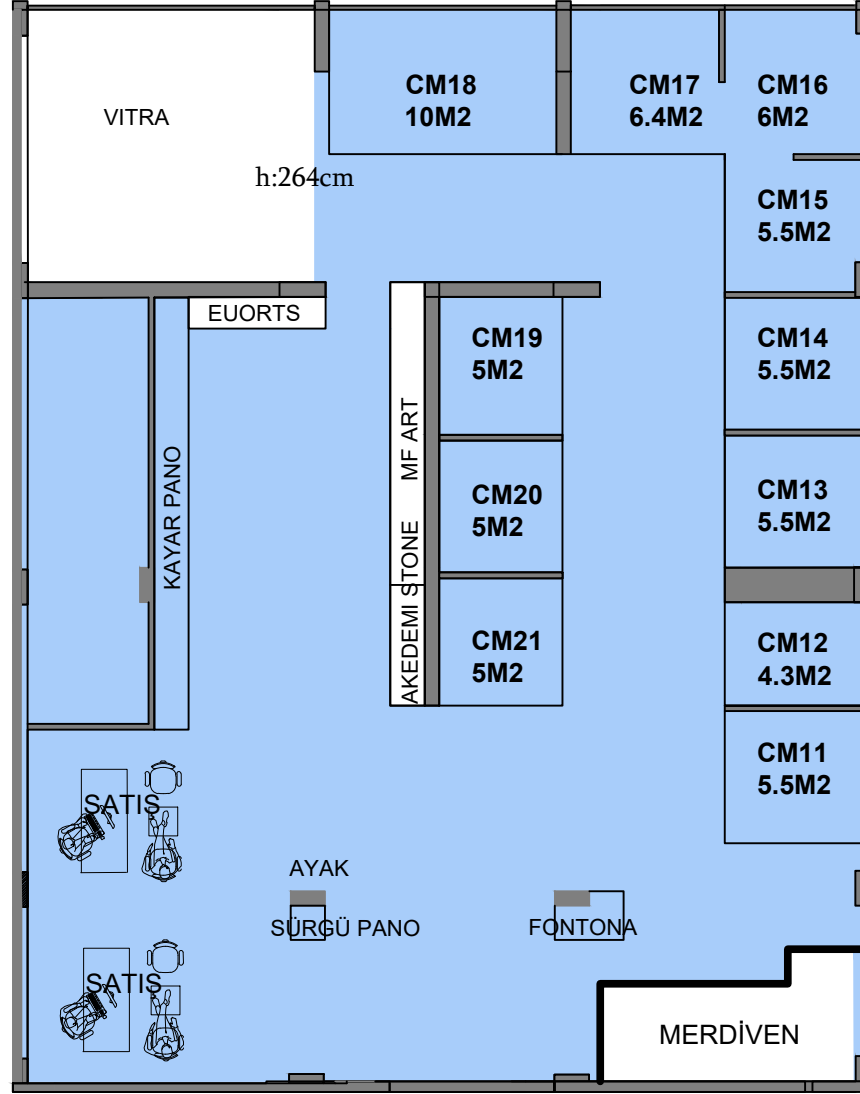 CM18
10M2
CM17
6.4M2
CM16
6M2
VITRA
h:264cm
CM15
5.5M2
EUORTS
CM19
5M2
CM14
5.5M2
MF ART
KAYAR PANO
CM20
5M2
CM13
5.5M2
AKEDEMI STONE
CM21
5M2
CM12
4.3M2
CM11
5.5M2
SATIS
AYAK
SÜRGÜ PANO
FONTONA
SATIS
MERDİVEN